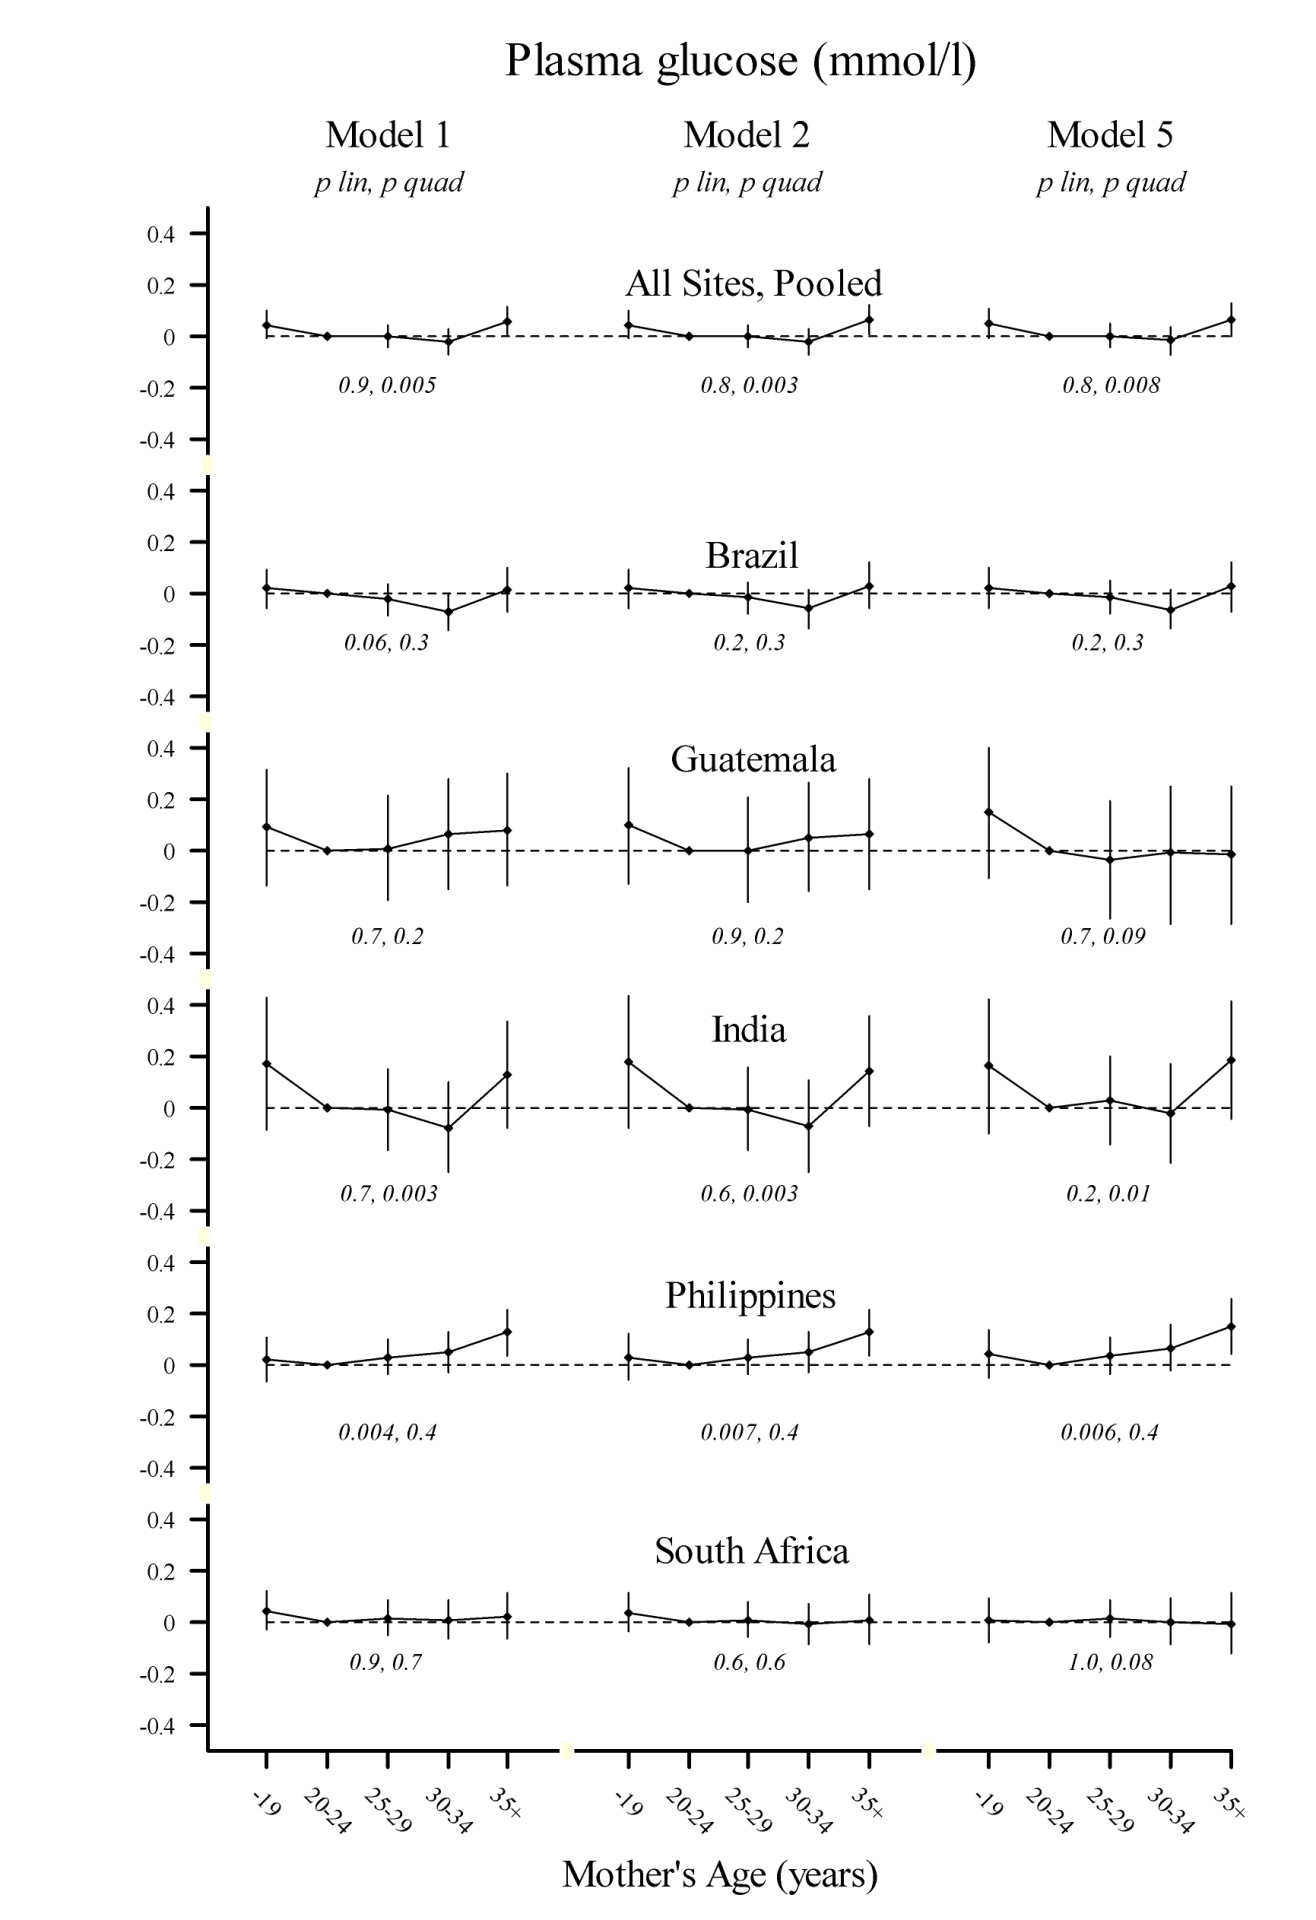 Plasma glucose (mmol/l)
Model 1 Model 2 Model 5
p lin, p quad p lin, p quad p lin, p quad
0.4
0.2 All Sites, Pooled
0
-0.2 0.9, 0.005 0.8, 0.003 0.8, 0.008
-0.4
0.4
0.2 Brazil
0
-0.2 0.06, 0.3 0.2, 0.3 0.2, 0.3
-0.4
0.4 Guatemala
0.2
0
-0.2
0.7, 0.2 0.9, 0.2 0.7, 0.09
-0.4
0.4
India
0.2
0
-0.2
0.7, 0.003 0.6, 0.003 0.2, 0.01
-0.4
0.4
Philippines
0.2
0
-0.2
0.004, 0.4 0.007, 0.4 0.006, 0.4
-0.4
0.4
South Africa
0.2
0
0.9, 0.7 0.6, 0.6 1.0, 0.08
-0.2
-0.4
-19 20-24 25-29 30-34 35+ -19 20-24 25-29 30-34 35+ -19 20-24 25-29 30-34 35+
Mother's Age (years)